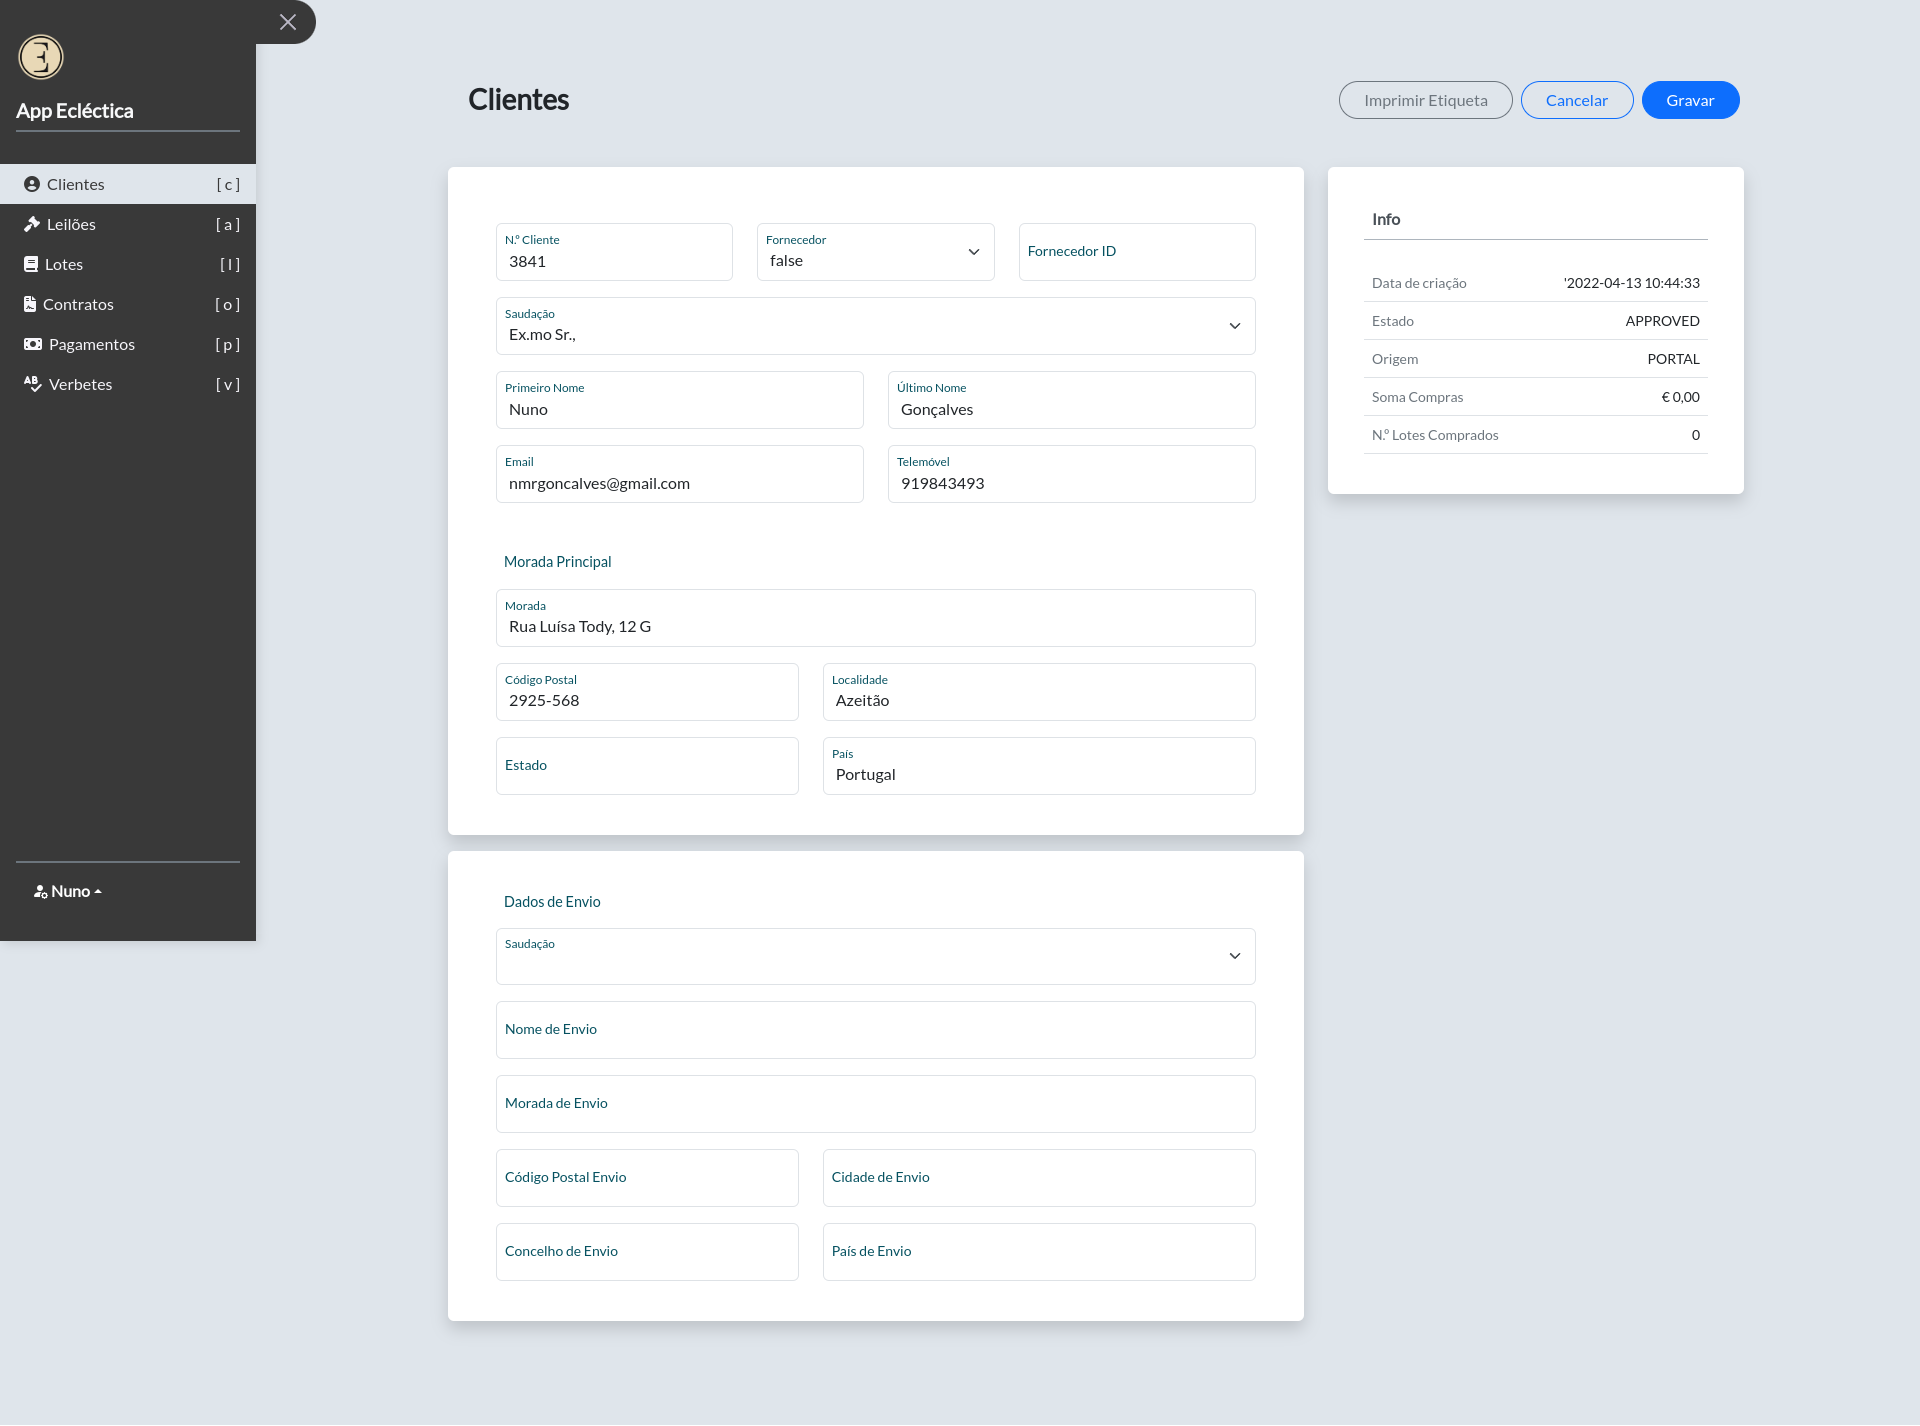 E
App Ecléctica
Clientes [ c ]
Leilões [ a ]
Lotes [ l ]
Contratos [ o ]
Pagamentos [ p ]
Verbetes [ v ]
Nuno
Clientes
Imprimir Etiqueta Cancelar Gravar
N.º Cliente Fornecedor
3841 false Fornecedor ID
Saudação
Ex.mo Sr.,
Primeiro Nome Último Nome
Nuno Gonçalves
Email Telemóvel
nmrgoncalves@gmail.com 919843493
Morada Principal
Morada
Rua Luísa Tody, 12 G
Código Postal Localidade
2925-568 Azeitão
Estado País
Portugal
Dados de Envio
Saudação
Nome de Envio
Morada de Envio
Código Postal Envio Cidade de Envio
Concelho de Envio País de Envio
Info
Data de criação '2022-04-13 10:44:33
Estado APPROVED
Origem PORTAL
Soma Compras € 0,00
N.º Lotes Comprados 0